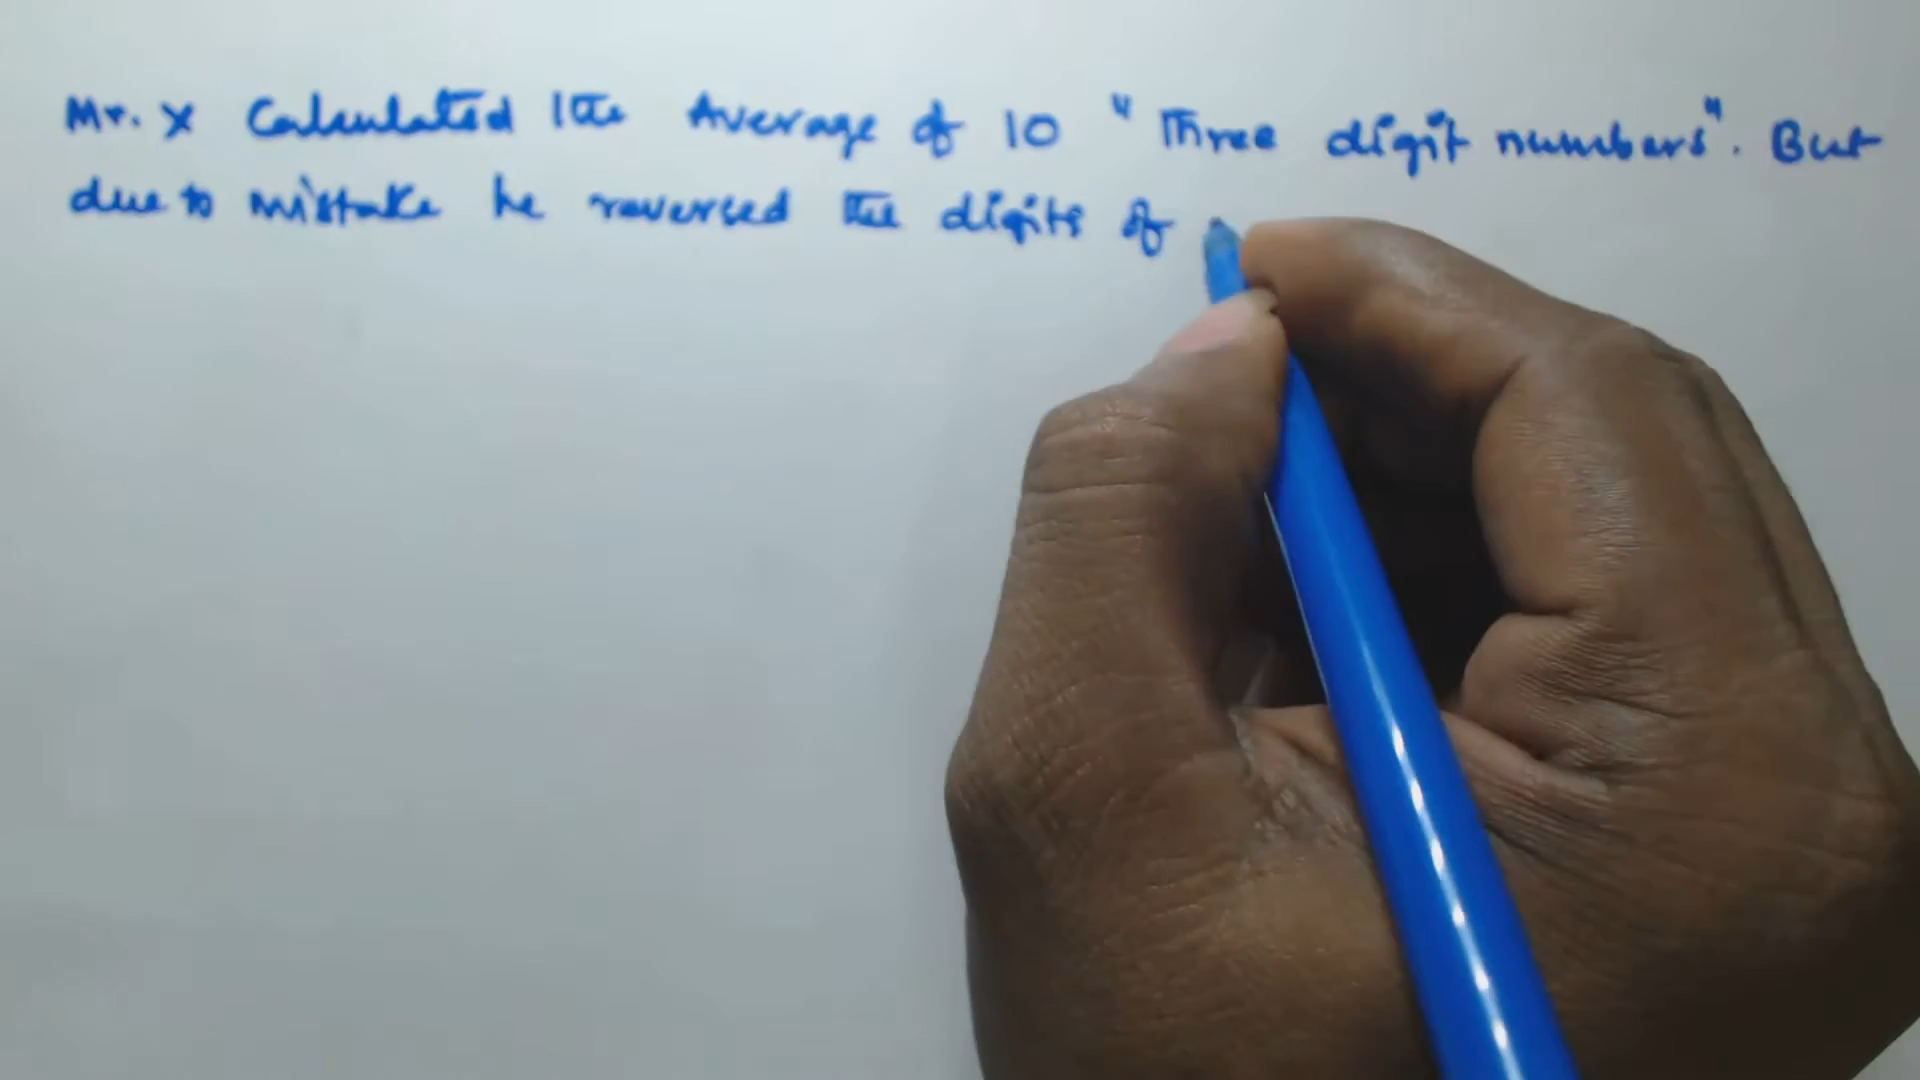 Mr. X Calculated the Average of 10 "Three digit numbers". But
due to mistake he reversed the digits of